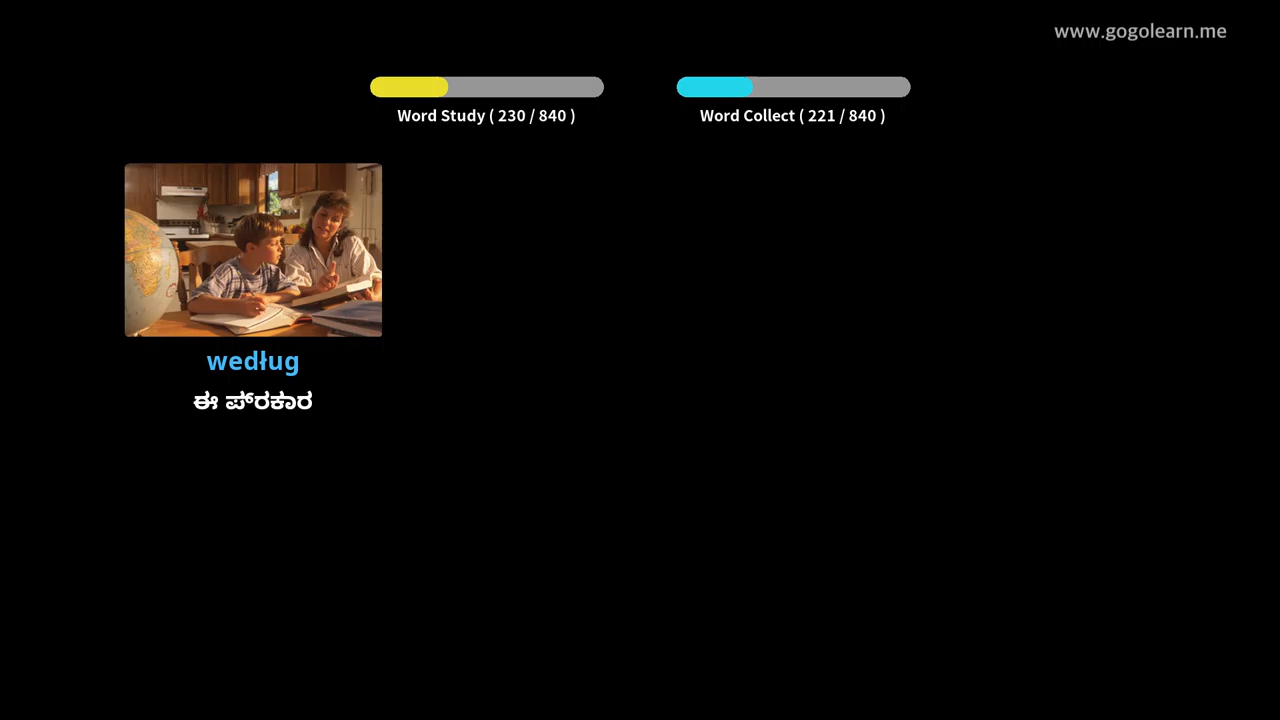 www.gogolearn.me
Word Study ( 230 / 840 )
Word Collect ( 221 / 840 )
według
ಈ ಪ್ರಕಾರ